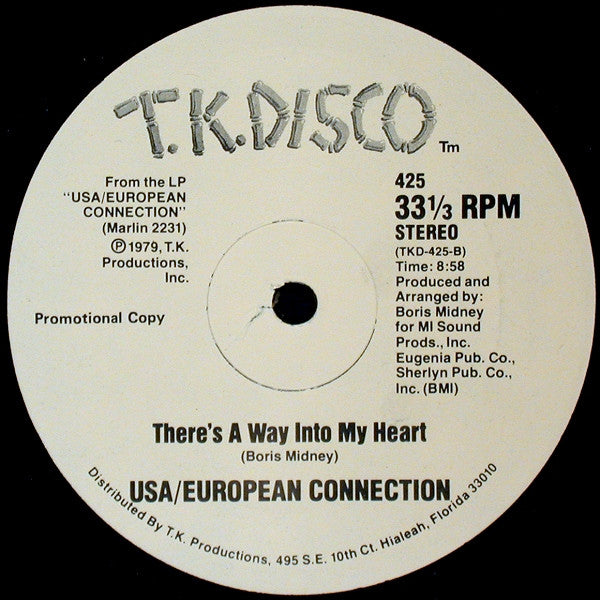 T.K.DISCO
Tm
From the LP
"USA/EUROPEAN
CONNECTION"
(Marlin 2231)
Ⓟ1979, T.K.
Productions,
Inc.
Promotional Copy
425
33⅓ RPM
STEREO
(TKD-425-B)
Time: 8:58
Produced and
Arranged by:
Boris Midney
for MI Sound
Prods., Inc.
Eugenia Pub. Co.,
Sherlyn Pub. Co.,
Inc. (BMI)
There's A Way Into My Heart
(Boris Midney)
USA/EUROPEAN CONNECTION
Distributed By T.K. Productions, 495 S.E. 10th Ct. Hialeah, Florida 33010